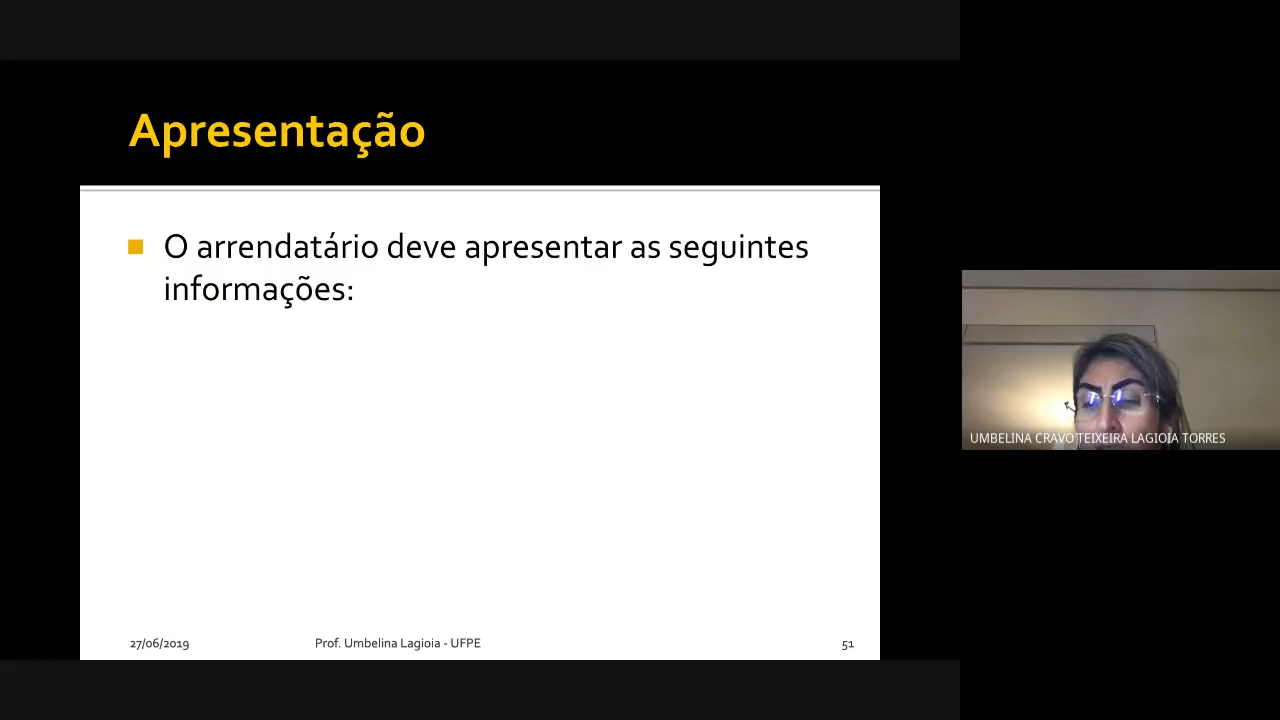 Apresentação
O arrendatário deve apresentar as seguintes
informações:
UMBELINA CRAVO TEIXEIRA LAGIOIA TORRES
27/06/2019
Prof. Umbelina Lagioia - UFPE
51